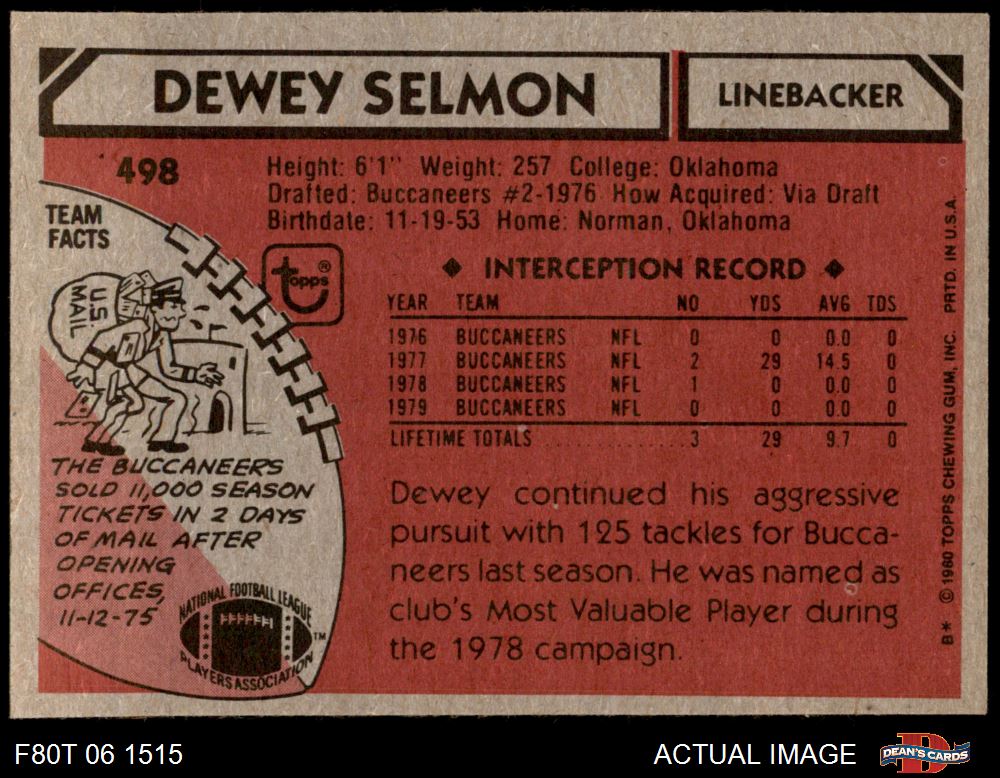 DEWEY SELMON
LINEBACKER
498
Height: 6'1" Weight: 257 College: Oklahoma
Drafted: Buccaneers #2-1976 How Acquired: Via Draft
Birthdate: 11-19-53 Home: Norman, Oklahoma
TEAM
FACTS
topps®
U.S.
MAIL
THE BUCCANEERS
SOLD 11,000 SEASON
TICKETS IN 2 DAYS
OF MAIL AFTER
OPENING
OFFICES,
11-12-75
NATIONAL FOOTBALL LEAGUE
PLAYERS ASSOCIATION
TM
◆ INTERCEPTION RECORD ◆
YEAR TEAM NO YDS AVG TDS
1976 BUCCANEERS NFL 0 0 0.0 0
1977 BUCCANEERS NFL 2 29 14.5 0
1978 BUCCANEERS NFL 1 0 0.0 0
1979 BUCCANEERS NFL 0 0 0.0 0
LIFETIME TOTALS .................... 3 29 9.7 0
Dewey continued his aggressive
pursuit with 125 tackles for Bucca-
neers last season. He was named as
club's Most Valuable Player during
the 1978 campaign.
B* © 1980 TOPPS CHEWING GUM, INC. PRTD. IN U.S.A.
F80T 06 1515
ACTUAL IMAGE
D
DEAN'S CARDS